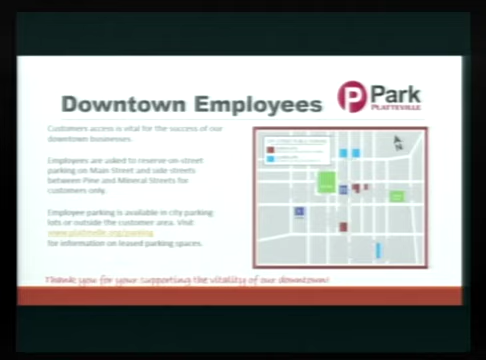 Downtown Employees
P Park
PLATTEVILLE
Customers access is vital for the success of our
downtown businesses.
Employees are asked to reserve on-street
parking on Main Street and side streets
between Pine and Mineral Streets for
customers only.
Employee parking is available in city parking
lots or outside the customer area. Visit
www.platteville.org/parking
for information on leased parking spaces.
Thank you for your supporting the vitality of our downtown!